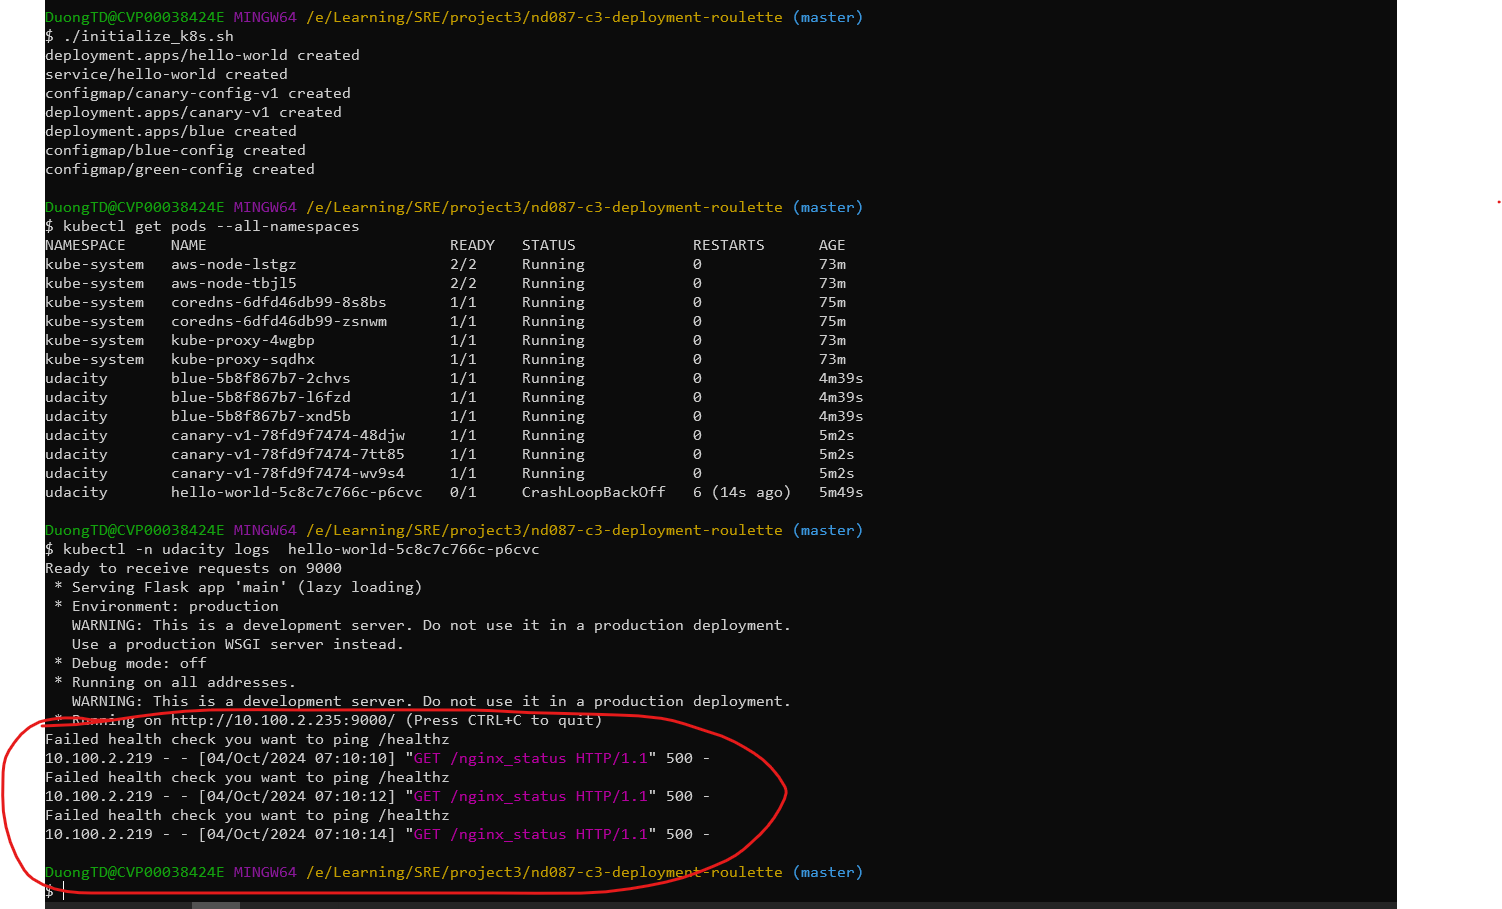 DuongTD@CVP00038424E MINGW64 /e/Learning/SRE/project3/nd087-c3-deployment-roulette (master)
$ ./initialize_k8s.sh
deployment.apps/hello-world created
service/hello-world created
configmap/canary-config-v1 created
deployment.apps/canary-v1 created
deployment.apps/blue created
configmap/blue-config created
configmap/green-config created
DuongTD@CVP00038424E MINGW64 /e/Learning/SRE/project3/nd087-c3-deployment-roulette (master)
$ kubectl get pods --all-namespaces
NAMESPACE     NAME                           READY   STATUS             RESTARTS      AGE
kube-system   aws-node-lstgz                 2/2     Running            0             73m
kube-system   aws-node-tbjl5                 2/2     Running            0             73m
kube-system   coredns-6dfd46db99-8s8bs       1/1     Running            0             75m
kube-system   coredns-6dfd46db99-zsnwm       1/1     Running            0             75m
kube-system   kube-proxy-4wgbp               1/1     Running            0             73m
kube-system   kube-proxy-sqdhx               1/1     Running            0             73m
udacity       blue-5b8f867b7-2chvs           1/1     Running            0             4m39s
udacity       blue-5b8f867b7-l6fzd           1/1     Running            0             4m39s
udacity       blue-5b8f867b7-xnd5b           1/1     Running            0             4m39s
udacity       canary-v1-78fd9f7474-48djw     1/1     Running            0             5m2s
udacity       canary-v1-78fd9f7474-7tt85     1/1     Running            0             5m2s
udacity       canary-v1-78fd9f7474-wv9s4     1/1     Running            0             5m2s
udacity       hello-world-5c8c7c766c-p6cvc   0/1     CrashLoopBackOff   6 (14s ago)   5m49s
DuongTD@CVP00038424E MINGW64 /e/Learning/SRE/project3/nd087-c3-deployment-roulette (master)
$ kubectl -n udacity logs  hello-world-5c8c7c766c-p6cvc
Ready to receive requests on 9000
 * Serving Flask app 'main' (lazy loading)
 * Environment: production
   WARNING: This is a development server. Do not use it in a production deployment.
   Use a production WSGI server instead.
 * Debug mode: off
 * Running on all addresses.
   WARNING: This is a development server. Do not use it in a production deployment.
 * Running on http://10.100.2.235:9000/ (Press CTRL+C to quit)
Failed health check you want to ping /healthz
10.100.2.219 - - [04/Oct/2024 07:10:10] "GET /nginx_status HTTP/1.1" 500 -
Failed health check you want to ping /healthz
10.100.2.219 - - [04/Oct/2024 07:10:12] "GET /nginx_status HTTP/1.1" 500 -
Failed health check you want to ping /healthz
10.100.2.219 - - [04/Oct/2024 07:10:14] "GET /nginx_status HTTP/1.1" 500 -
DuongTD@CVP00038424E MINGW64 /e/Learning/SRE/project3/nd087-c3-deployment-roulette (master)
$